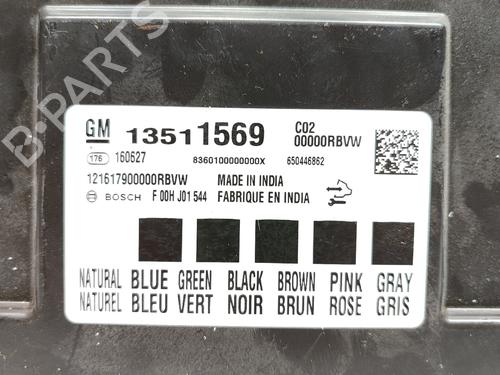 GM 13511569 C02
00000RBVW
176 160627 8360100000000X 650446862
121617900000RBVW MADE IN INDIA
BOSCH F 00H J01 544 FABRIQUE EN INDIA
NATURAL BLUE GREEN BLACK BROWN PINK GRAY
NATUREL BLEU VERT NOIR BRUN ROSE GRIS
B-PARTS